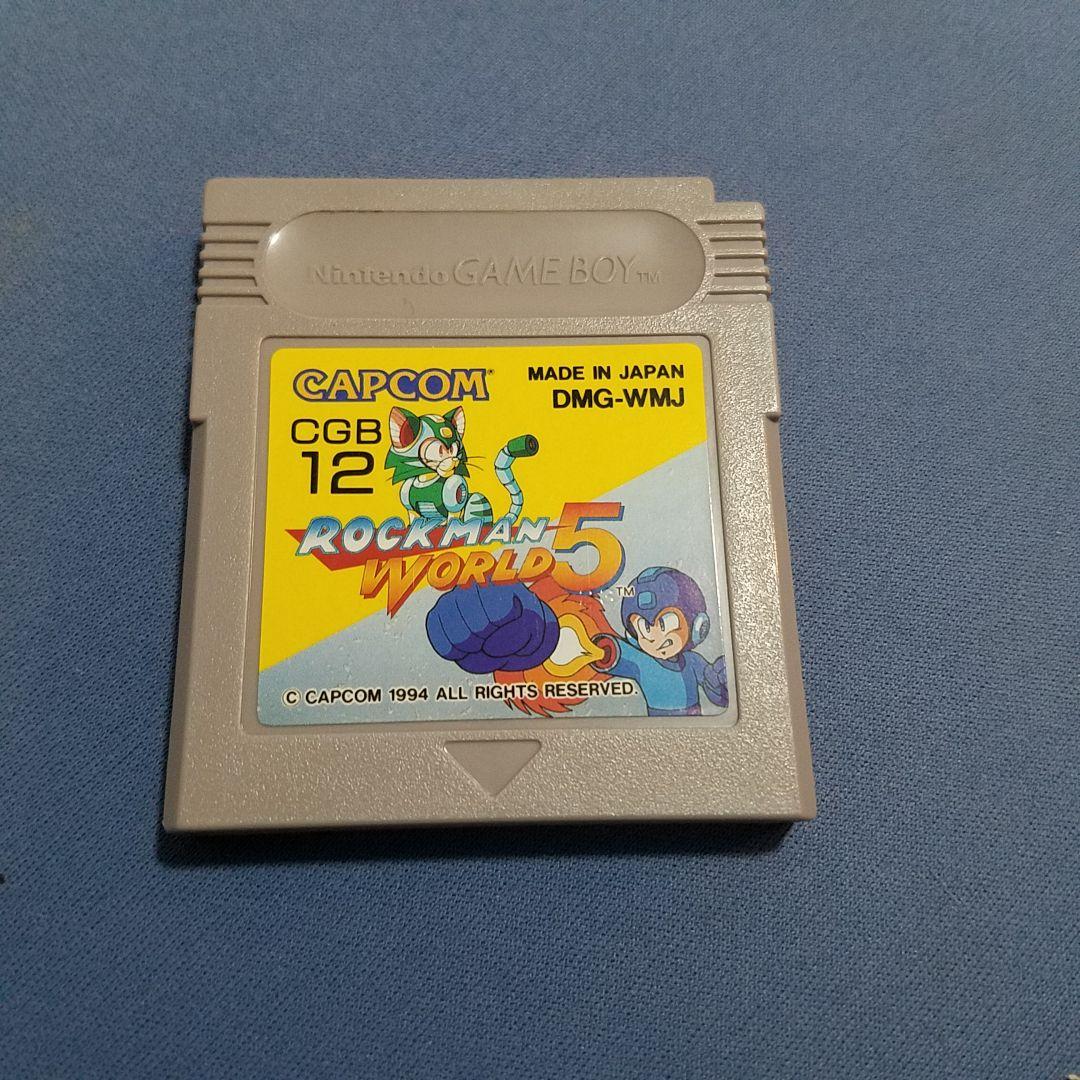 Nintendo GAME BOY TM
CAPCOM
MADE IN JAPAN
DMG-WMJ
CGB
12
ROCKMAN
WORLD 5 TM
© CAPCOM 1994 ALL RIGHTS RESERVED.